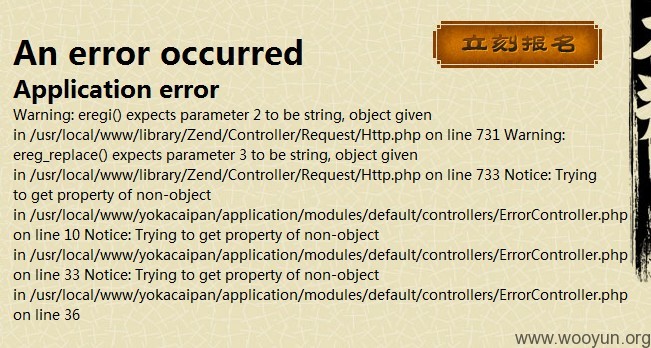 立刻报名
An error occurred
Application error
Warning: eregi() expects parameter 2 to be string, object given
in /usr/local/www/library/Zend/Controller/Request/Http.php on line 731 Warning:
ereg_replace() expects parameter 3 to be string, object given
in /usr/local/www/library/Zend/Controller/Request/Http.php on line 733 Notice: Trying
to get property of non-object
in /usr/local/www/yokacaipan/application/modules/default/controllers/ErrorController.php
on line 10 Notice: Trying to get property of non-object
in /usr/local/www/yokacaipan/application/modules/default/controllers/ErrorController.php
on line 33 Notice: Trying to get property of non-object
in /usr/local/www/yokacaipan/application/modules/default/controllers/ErrorController.php
on line 36
www.wooyun.org